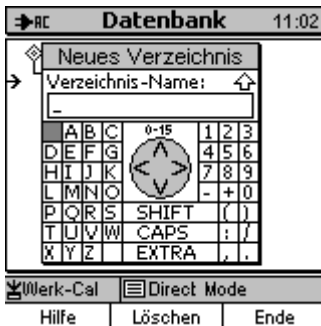 AC Datenbank 11:02
Neues Verzeichnis
Verzeichnis-Name:
_
A B C 0-15 1 2 3
D E F G 4 5 6
H I J K < > 7 8 9
L M N O - + 0
P Q R S SHIFT ( )
T U V W CAPS : /
X Y Z EXTRA , .
Werk-Cal Direct Mode
Hilfe Löschen Ende